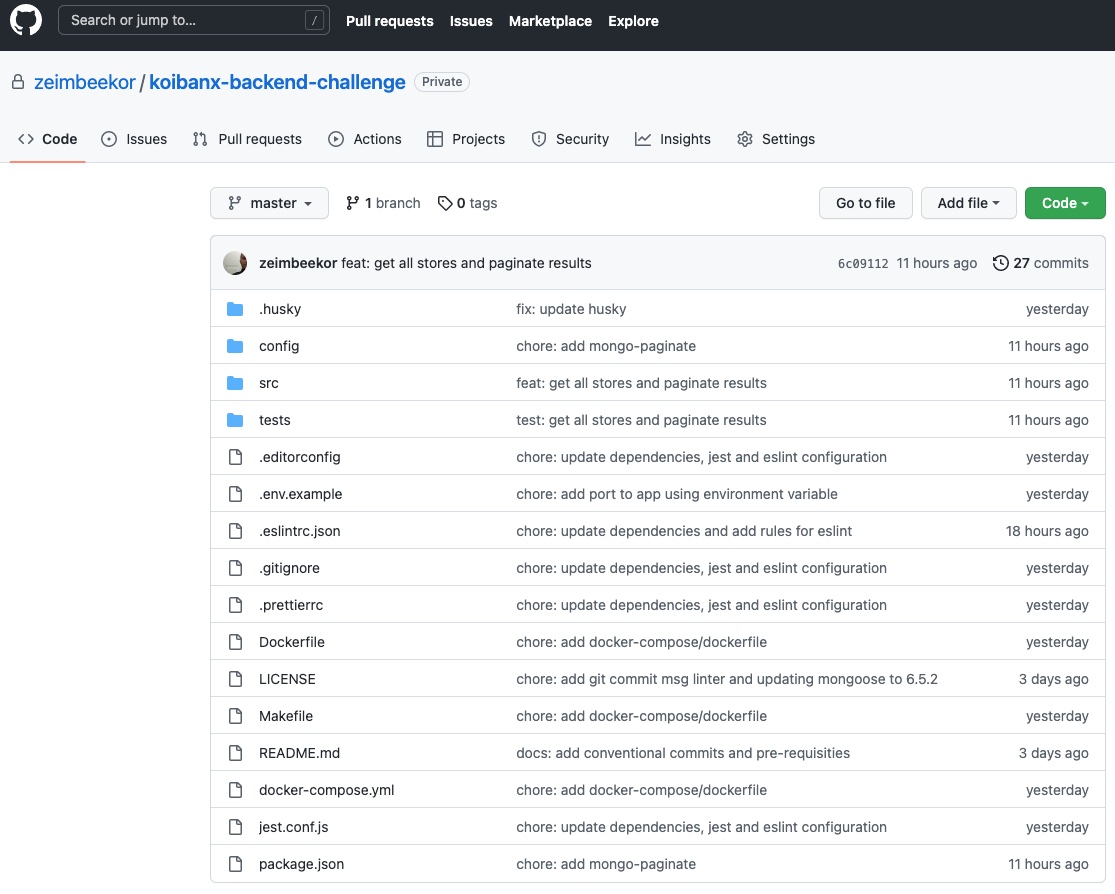 Search or jump to... /
Pull requests Issues Marketplace Explore
zeimbeekor / koibanx-backend-challenge Private
Code Issues Pull requests Actions Projects Security Insights Settings
master 1 branch 0 tags Go to file Add file Code
zeimbeekor feat: get all stores and paginate results 6c09112 11 hours ago 27 commits
.husky fix: update husky yesterday
config chore: add mongo-paginate 11 hours ago
src feat: get all stores and paginate results 11 hours ago
tests test: get all stores and paginate results 11 hours ago
.editorconfig chore: update dependencies, jest and eslint configuration yesterday
.env.example chore: add port to app using environment variable yesterday
.eslintrc.json chore: update dependencies and add rules for eslint 18 hours ago
.gitignore chore: update dependencies, jest and eslint configuration yesterday
.prettierrc chore: update dependencies, jest and eslint configuration yesterday
Dockerfile chore: add docker-compose/dockerfile yesterday
LICENSE chore: add git commit msg linter and updating mongoose to 6.5.2 3 days ago
Makefile chore: add docker-compose/dockerfile yesterday
README.md docs: add conventional commits and pre-requisities 3 days ago
docker-compose.yml chore: add docker-compose/dockerfile yesterday
jest.conf.js chore: update dependencies, jest and eslint configuration yesterday
package.json chore: add mongo-paginate 11 hours ago